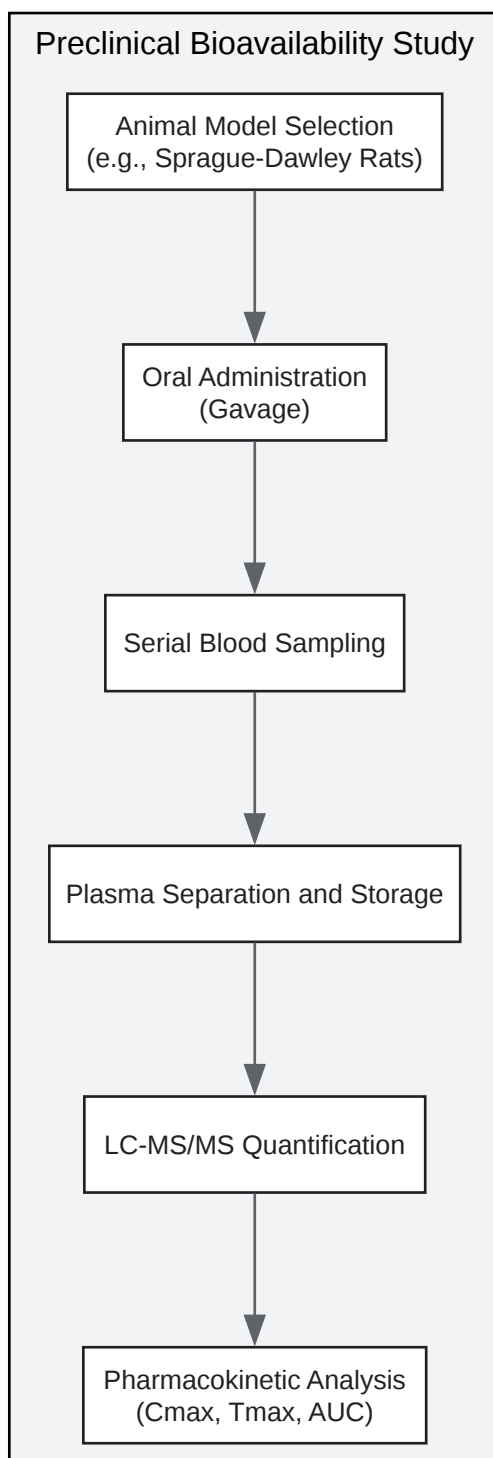 Preclinical Bioavailability Study
Animal Model Selection
(e.g., Sprague-Dawley Rats)
Oral Administration
(Gavage)
Serial Blood Sampling
Plasma Separation and Storage
LC-MS/MS Quantification
Pharmacokinetic Analysis
(Cmax, Tmax, AUC)